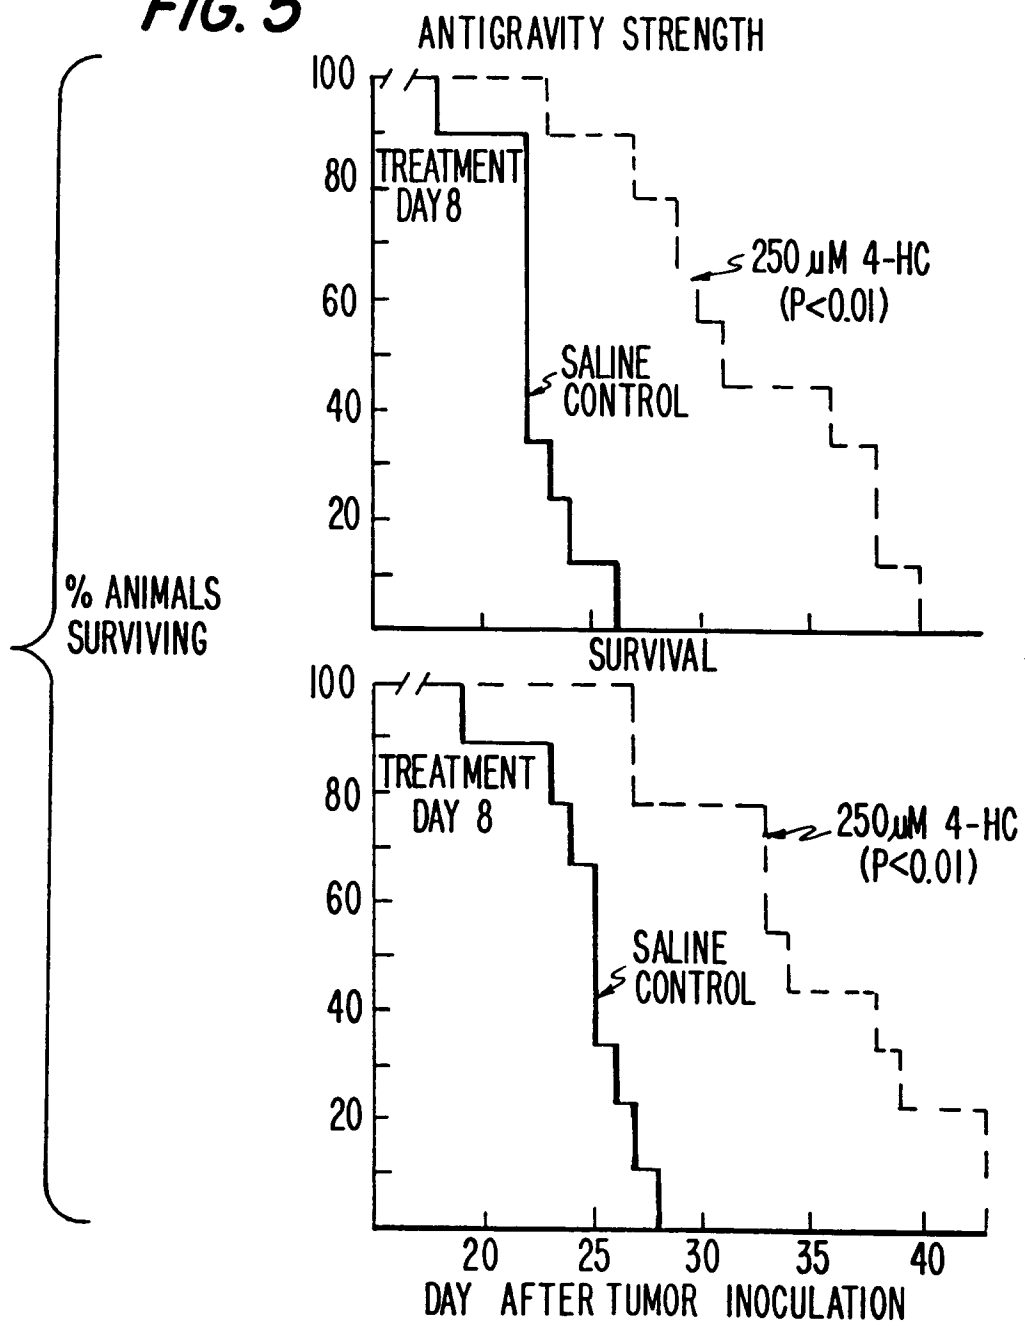 FIG. 5
ANTIGRAVITY STRENGTH
100
80
60
40
20
TREATMENT
DAY 8
250 µM 4-HC
(P<0.01)
SALINE
CONTROL
% ANIMALS
SURVIVING
SURVIVAL
100
80
60
40
20
TREATMENT
DAY 8
250µM 4-HC
(P<0.01)
SALINE
CONTROL
20 25 30 35 40
DAY AFTER TUMOR INOCULATION